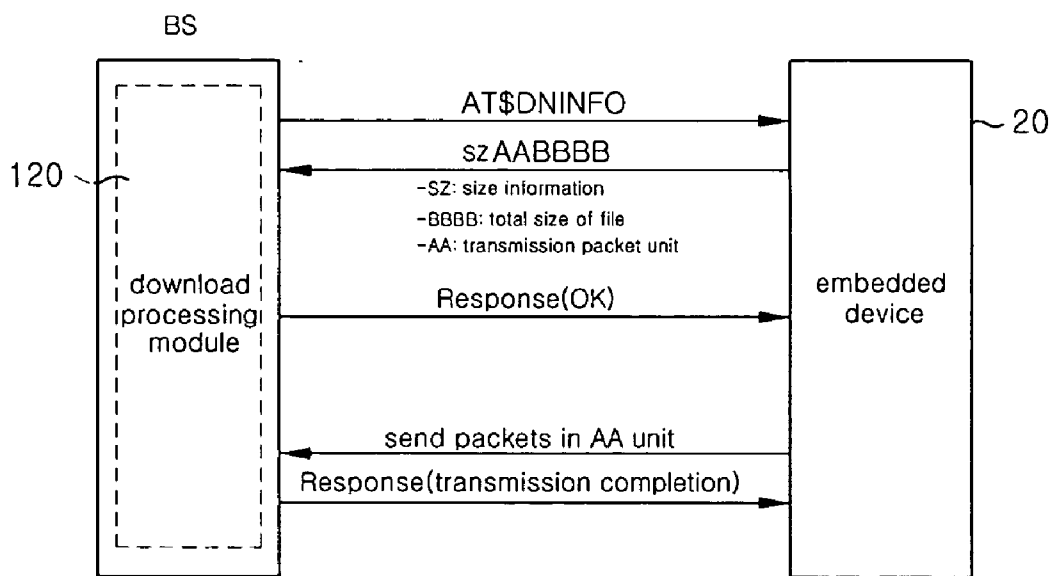 BS
AT$DNINFO
20
szAABBBB
120
-SZ: size information
-BBBB: total size of file
-AA: transmission packet unit
download
processing
module
Response(OK)
embedded
device
send packets in AA unit
Response(transmission completion)